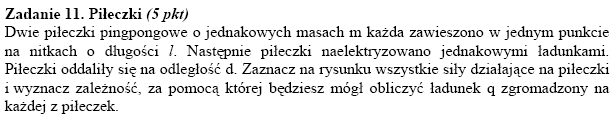 Zadanie 11. Piłeczki (5 pkt)
Dwie piłeczki pingpongowe o jednakowych masach m każda zawieszono w jednym punkcie
na nitkach o długości l. Następnie piłeczki naelektryzowano jednakowymi ładunkami.
Piłeczki oddaliły się na odległość d. Zaznacz na rysunku wszystkie siły działające na piłeczki
i wyznacz zależność, za pomocą której będziesz mógł obliczyć ładunek q zgromadzony na
każdej z piłeczek.